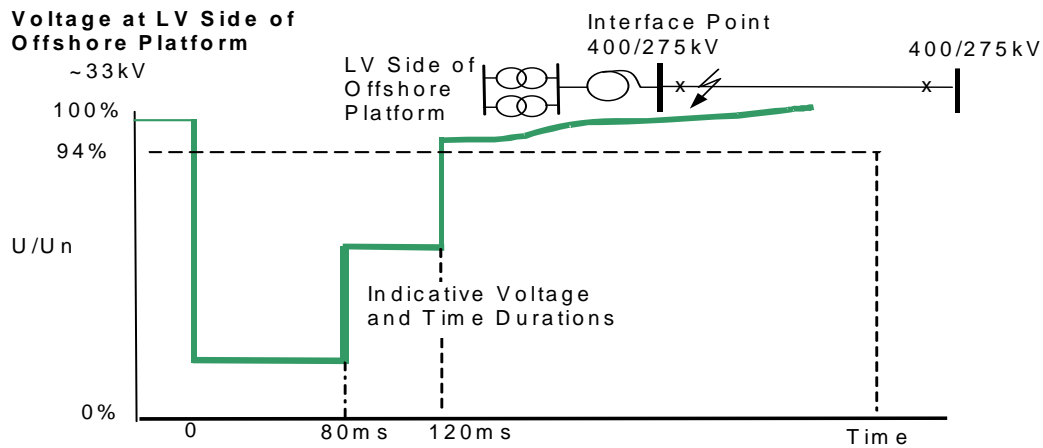 Voltage at LV Side of
Offshore Platform
~33kV
Interface Point
400/275kV
400/275kV
LV Side of
Offshore
Platform
x
x
100%
94%
U/Un
Indicative Voltage
and Time Durations
0%
0
80ms
120ms
Time